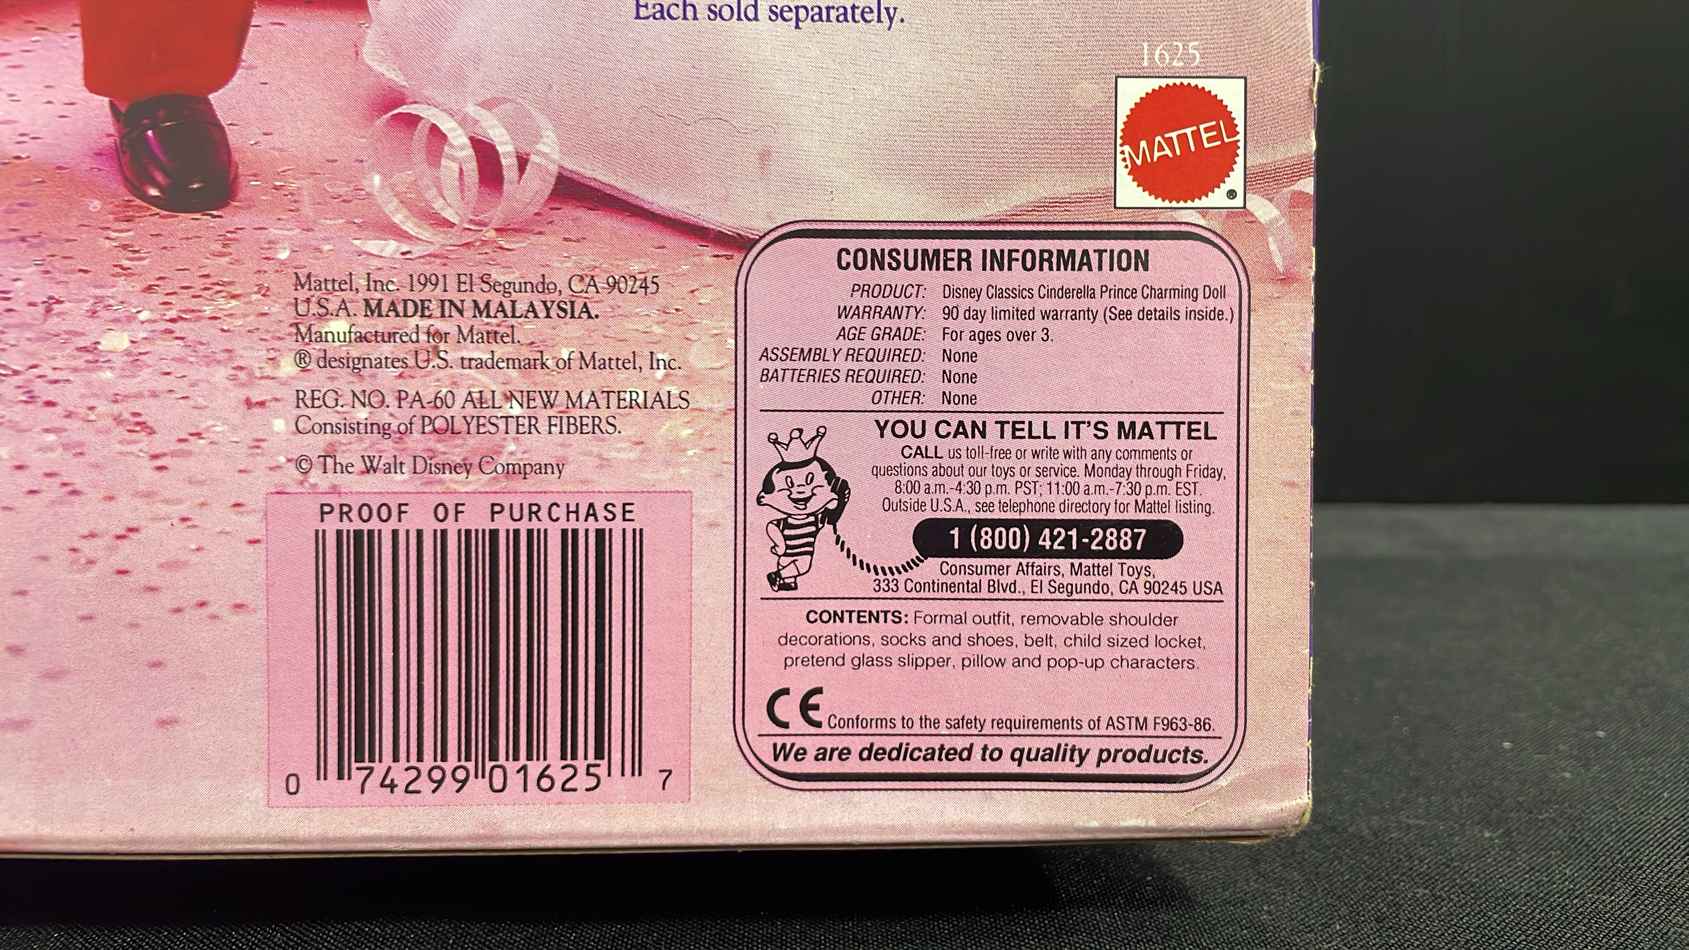 Each sold separately.
1625
MATTEL
®
Mattel, Inc. 1991 El Segundo, CA 90245
U.S.A. MADE IN MALAYSIA.
Manufactured for Mattel.
® designates U.S. trademark of Mattel, Inc.
REG. NO. PA-60 ALL NEW MATERIALS
Consisting of POLYESTER FIBERS.
© The Walt Disney Company
PROOF OF PURCHASE
0 74299 01625 7
CONSUMER INFORMATION
PRODUCT: Disney Classics Cinderella Prince Charming Doll
WARRANTY: 90 day limited warranty (See details inside.)
AGE GRADE: For ages over 3.
ASSEMBLY REQUIRED: None
BATTERIES REQUIRED: None
OTHER: None
YOU CAN TELL IT'S MATTEL
CALL us toll-free or write with any comments or
questions about our toys or service. Monday through Friday,
8:00 a.m.-4:30 p.m. PST; 11:00 a.m.-7:30 p.m. EST.
Outside U.S.A., see telephone directory for Mattel listing.
1 (800) 421-2887
Consumer Affairs, Mattel Toys,
333 Continental Blvd., El Segundo, CA 90245 USA
CONTENTS: Formal outfit, removable shoulder
decorations, socks and shoes, belt, child sized locket,
pretend glass slipper, pillow and pop-up characters.
CE Conforms to the safety requirements of ASTM F963-86.
We are dedicated to quality products.